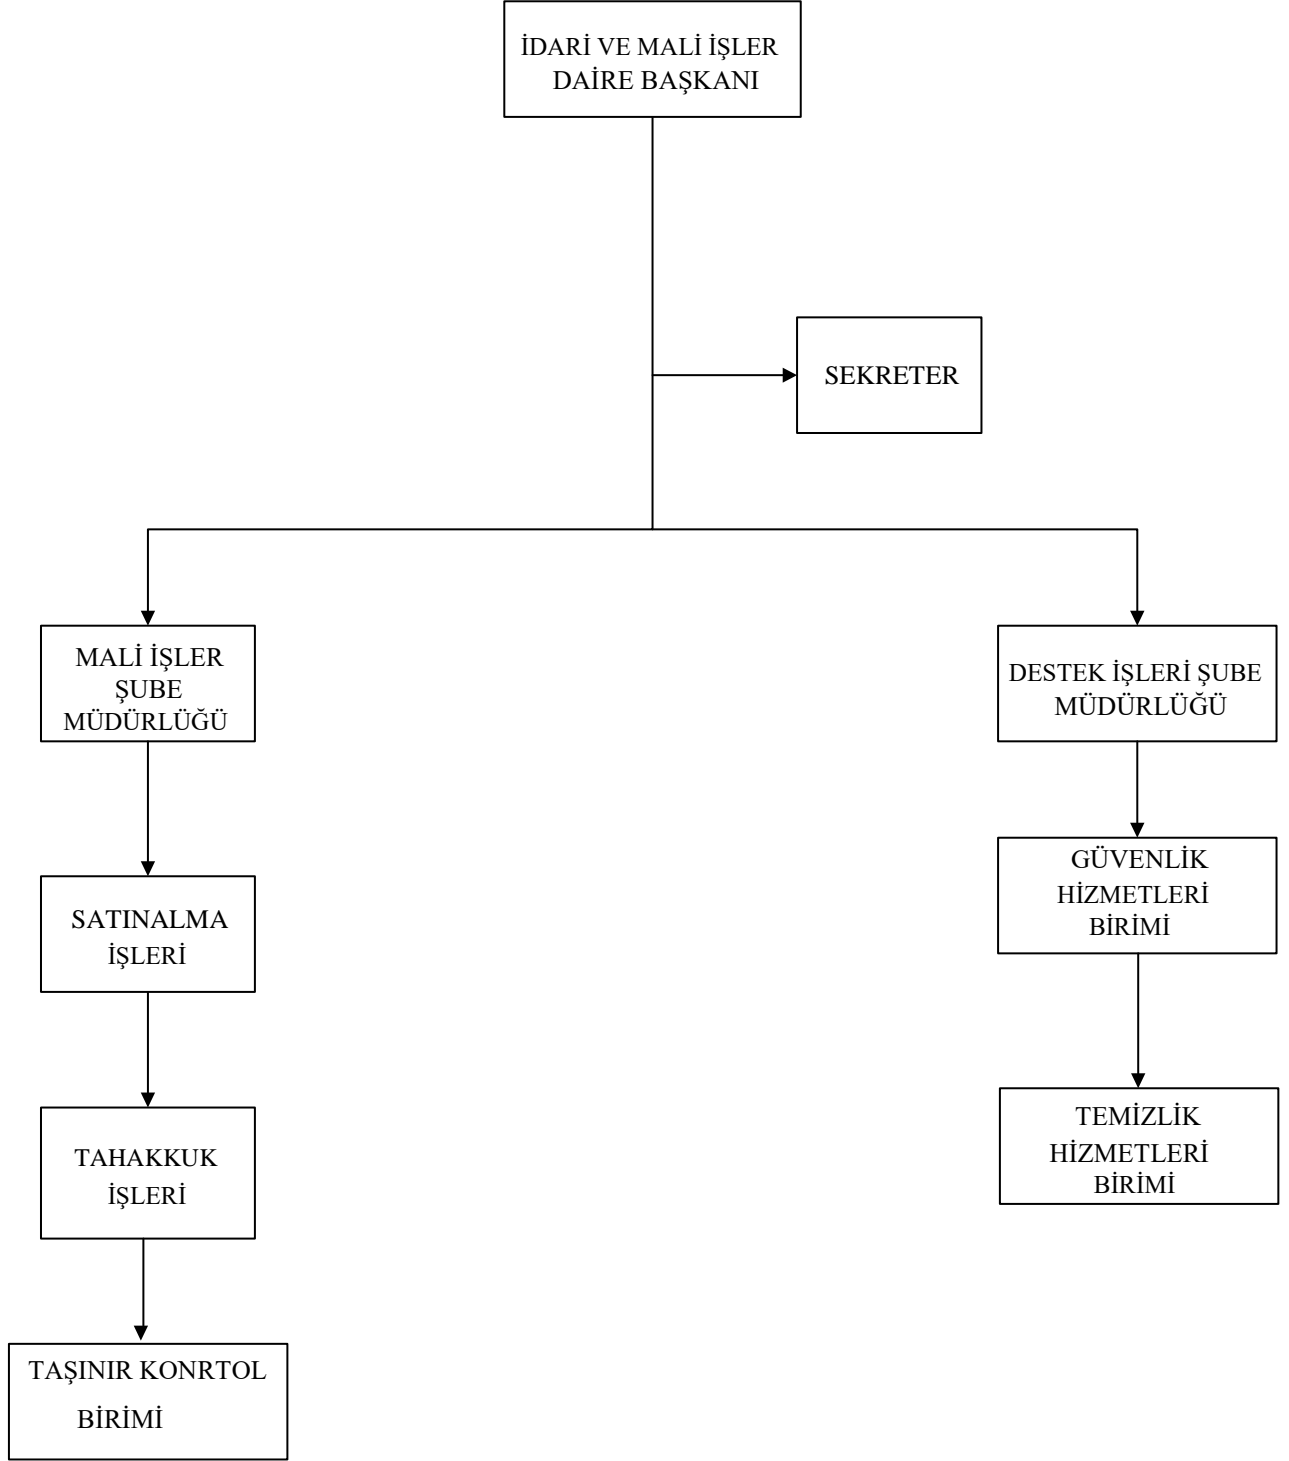 İDARİ VE MALİ İŞLER
DAİRE BAŞKANI
SEKRETER
MALİ İŞLER
ŞUBE
MÜDÜRLÜĞÜ
DESTEK İŞLERİ ŞUBE
MÜDÜRLÜĞÜ
SATINALMA
İŞLERİ
GÜVENLİK
HİZMETLERİ
BİRİMİ
TAHAKKUK
İŞLERİ
TEMİZLİK
HİZMETLERİ
BİRİMİ
TAŞINIR KONRTOL
BİRİMİ